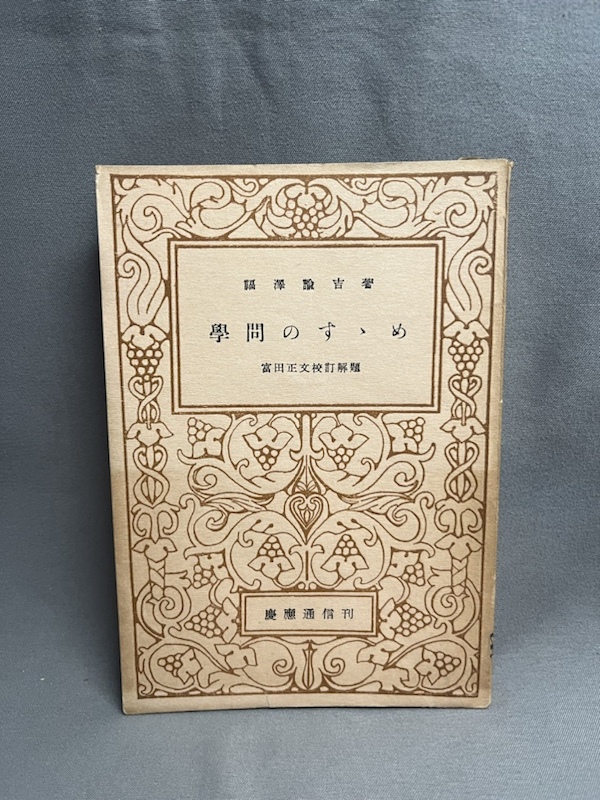 福澤諭吉著
學問のすゝめ
富田正文校訂解題
慶應通信刊